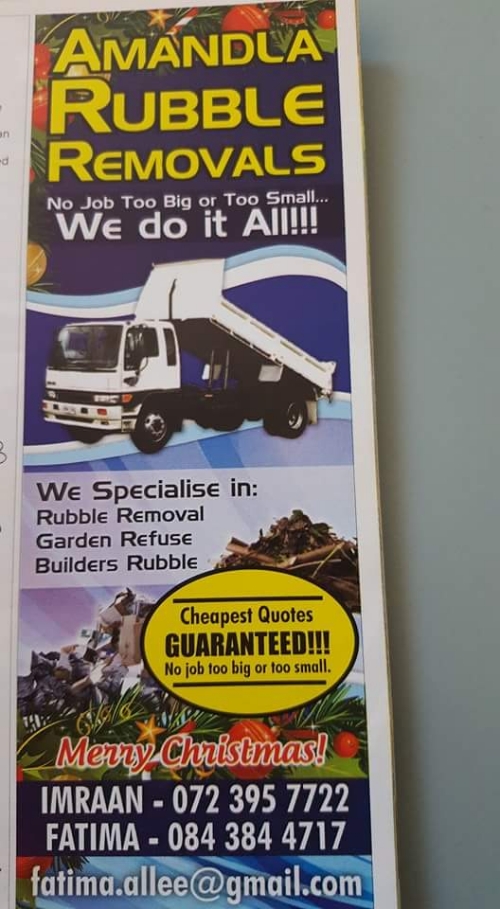 Amandla
Rubble
Removals
No Job Too Big or Too Small...
We do it All!!!
We Specialise in:
Rubble Removal
Garden Refuse
Builders Rubble
Cheapest Quotes
GUARANTEED!!!
No job too big or too small.
Merry Christmas!
IMRAAN - 072 395 7722
FATIMA - 084 384 4717
fatima.allee@gmail.com